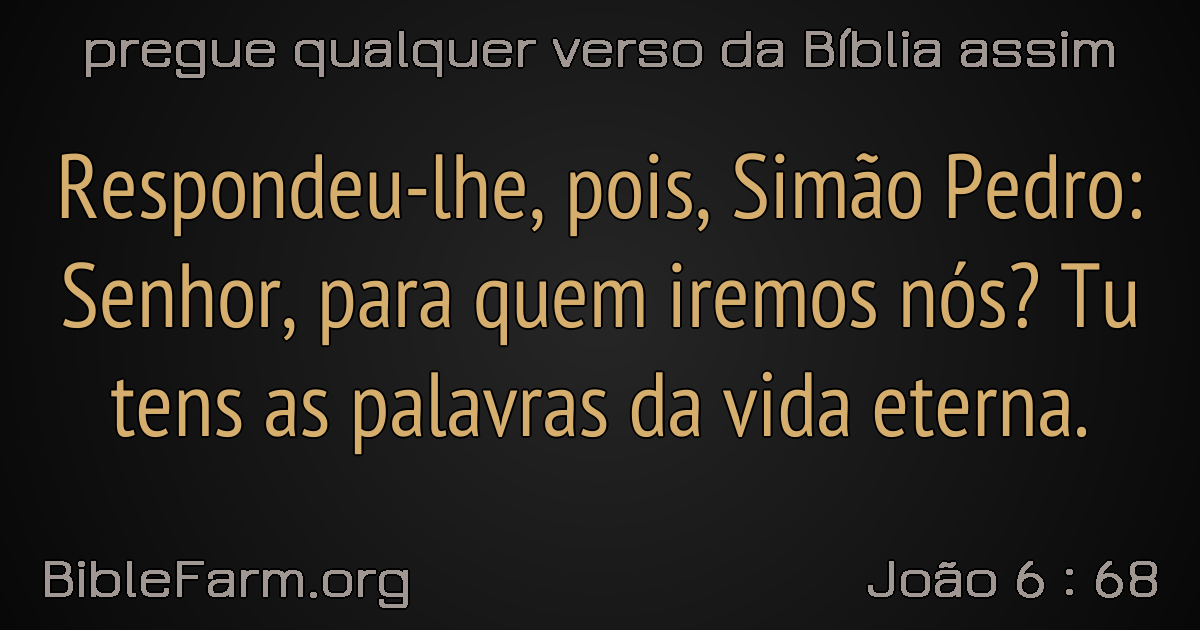 pregue qualquer verso da Bíblia assim
Respondeu-lhe, pois, Simão Pedro:
Senhor, para quem iremos nós? Tu
tens as palavras da vida eterna.
BibleFarm.org
João 6 : 68